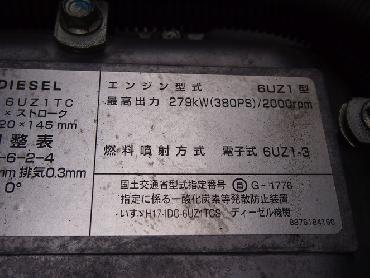 DIESEL
6UZ1TC
× ストローク
20×145 mm
整表
-6-2-4
mm 排気0.3mm
0°
エンジン型式 6UZ1型
最高出力 279kW(380PS)/2000rpm
燃料噴射方式 電子式 6UZ1-3
国土交通省型式指定番号 G-1776
指定に係る一酸化炭素等発散防止装置
いすゞH17-IDC-6UZ1TCS ディーゼル機関